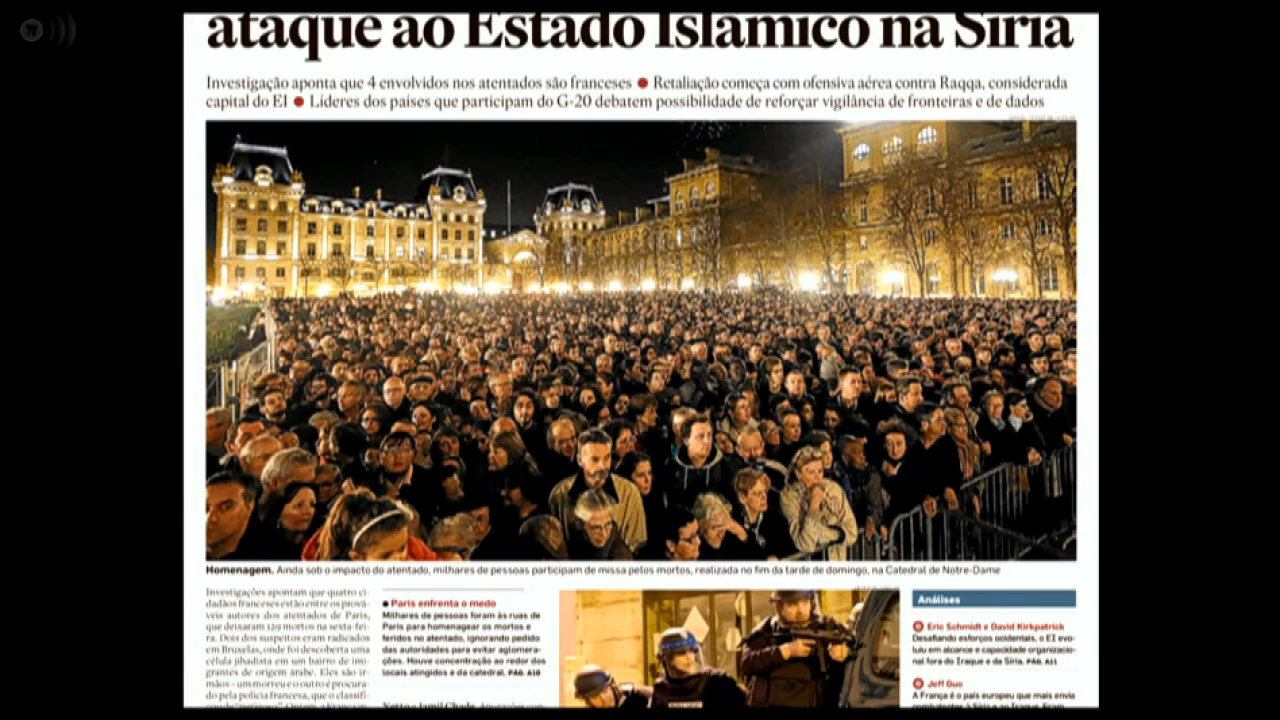 ataque ao Estado Islâmico na Síria
Investigação aponta que 4 envolvidos nos atentados são franceses ● Retaliação começa com ofensiva aérea contra Raqqa, considerada
capital do EI ● Líderes dos países que participam do G-20 debatem possibilidade de reforçar vigilância de fronteiras e de dados
Homenagem. Ainda sob o impacto do atentado, milhares de pessoas participam de missa pelos mortos, realizada no fim da tarde de domingo, na Catedral de Notre-Dame
Investigações apontam que quatro ci-
dadãos franceses estão entre os prová-
veis autores dos atentados de Paris,
que deixaram 129 mortos na sexta-fei-
ra. Dois dos suspeitos eram radicados
em Bruxelas, onde foi descoberta uma
célula jihadista em um bairro de imi-
grantes de origem árabe. Eles são ir-
mãos – um morreu e o outro é procura-
do pela polícia francesa, que o classifi-
● Paris enfrenta o medo
Milhares de pessoas foram às ruas de
Paris para homenagear os mortos e
feridos no atentado, ignorando pedido
das autoridades para evitar aglomera-
ções. Houve concentração ao redor dos
locais atingidos e da catedral. PÁG. A10
Análises
Eric Schmidt e David Kirkpatrick
Desafiando esforços ocidentais, o EI evo-
luiu em alcance e capacidade organizacio-
nal fora do Iraque e da Síria. PÁG. A11
Jeff Guo
A França é o país europeu que mais envia
combatentes à Síria e ao Iraque. Foram